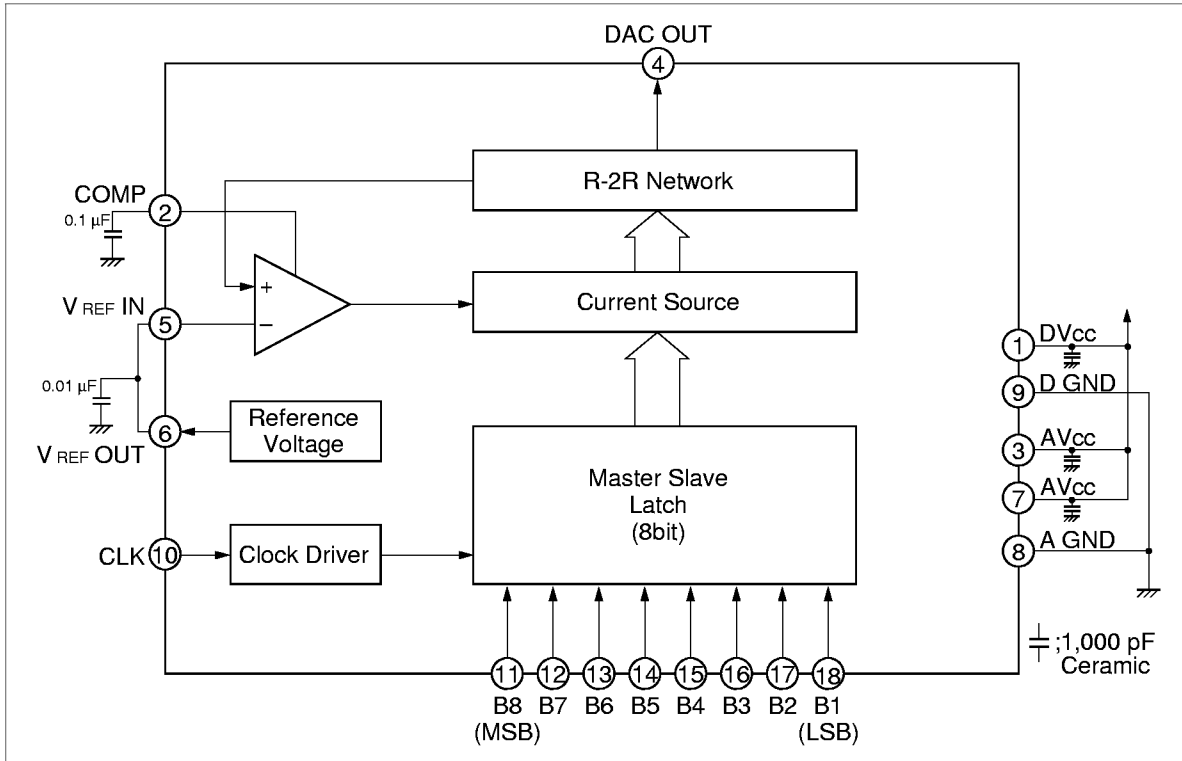 DAC OUT
4
R-2R Network
COMP
2
0.1 µF
+
−
Current Source
V REF IN
5
0.01 µF
6
V REF OUT
Reference
Voltage
1
DVcc
9
D GND
3
AVcc
7
AVcc
8
A GND
Master Slave
Latch
(8bit)
CLK
10
Clock Driver
;1,000 pF
Ceramic
11 12 13 14 15 16 17 18
B8 B7 B6 B5 B4 B3 B2 B1
(MSB) (LSB)